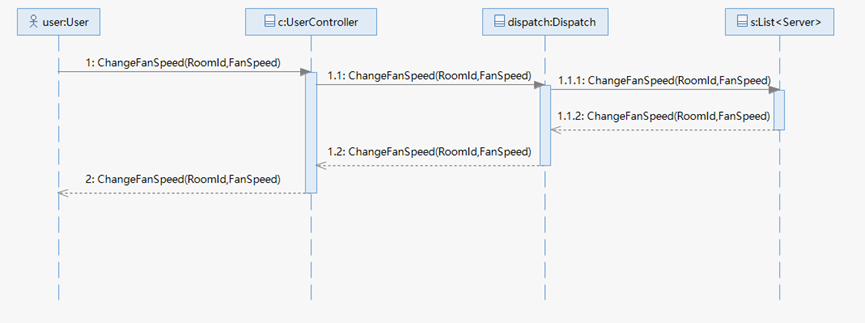 user:User
c:UserController
dispatch:Dispatch
s:List<Server>
1: ChangeFanSpeed(RoomId,FanSpeed)
1.1: ChangeFanSpeed(RoomId,FanSpeed)
1.1.1: ChangeFanSpeed(RoomId,FanSpeed)
1.1.2: ChangeFanSpeed(RoomId,FanSpeed)
1.2: ChangeFanSpeed(RoomId,FanSpeed)
2: ChangeFanSpeed(RoomId,FanSpeed)